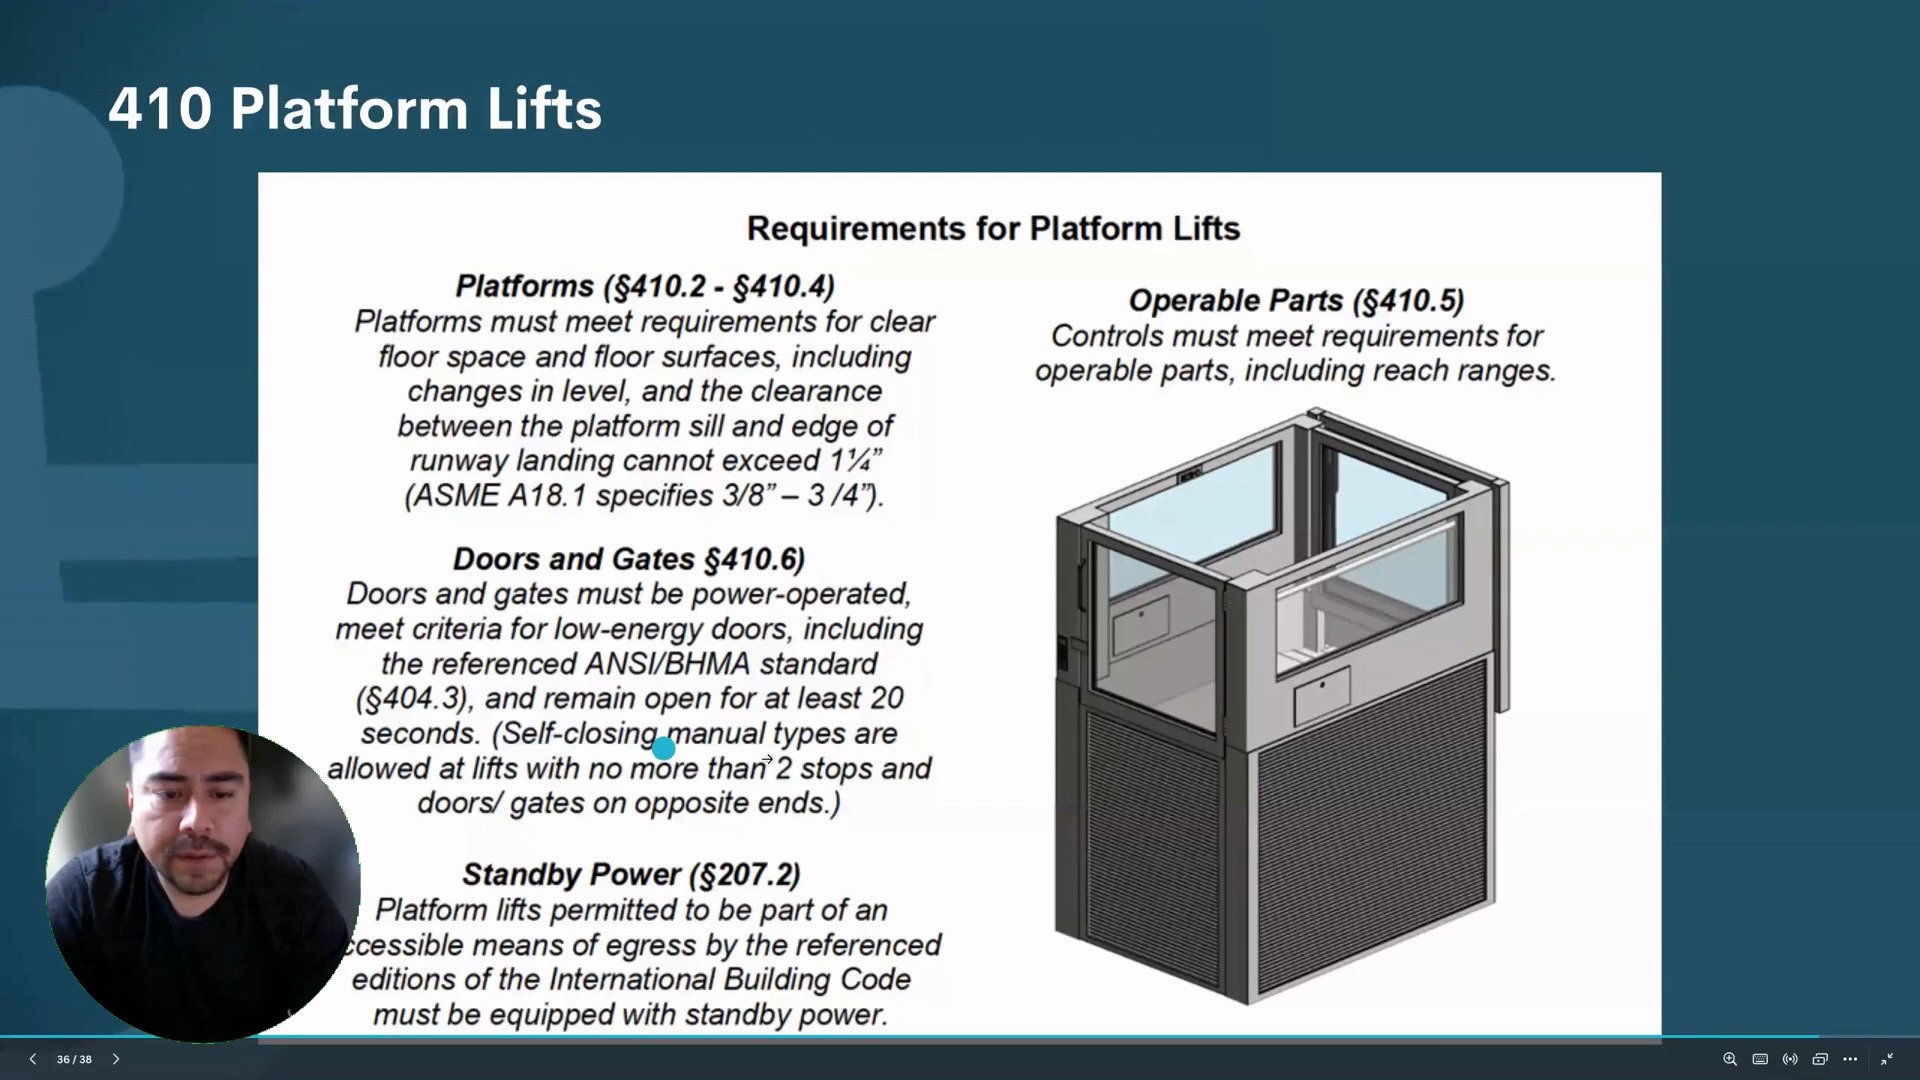 410 Platform Lifts
Requirements for Platform Lifts
Platforms (§410.2 - §410.4)
Platforms must meet requirements for clear
floor space and floor surfaces, including
changes in level, and the clearance
between the platform sill and edge of
runway landing cannot exceed 1¼”
(ASME A18.1 specifies 3/8” – 3 /4”).
Doors and Gates §410.6)
Doors and gates must be power-operated,
meet criteria for low-energy doors, including
the referenced ANSI/BHMA standard
(§404.3), and remain open for at least 20
seconds. (Self-closing manual types are
allowed at lifts with no more than 2 stops and
doors/ gates on opposite ends.)
Standby Power (§207.2)
Platform lifts permitted to be part of an
ccessible means of egress by the referenced
editions of the International Building Code
must be equipped with standby power.
Operable Parts (§410.5)
Controls must meet requirements for
operable parts, including reach ranges.
36 / 38